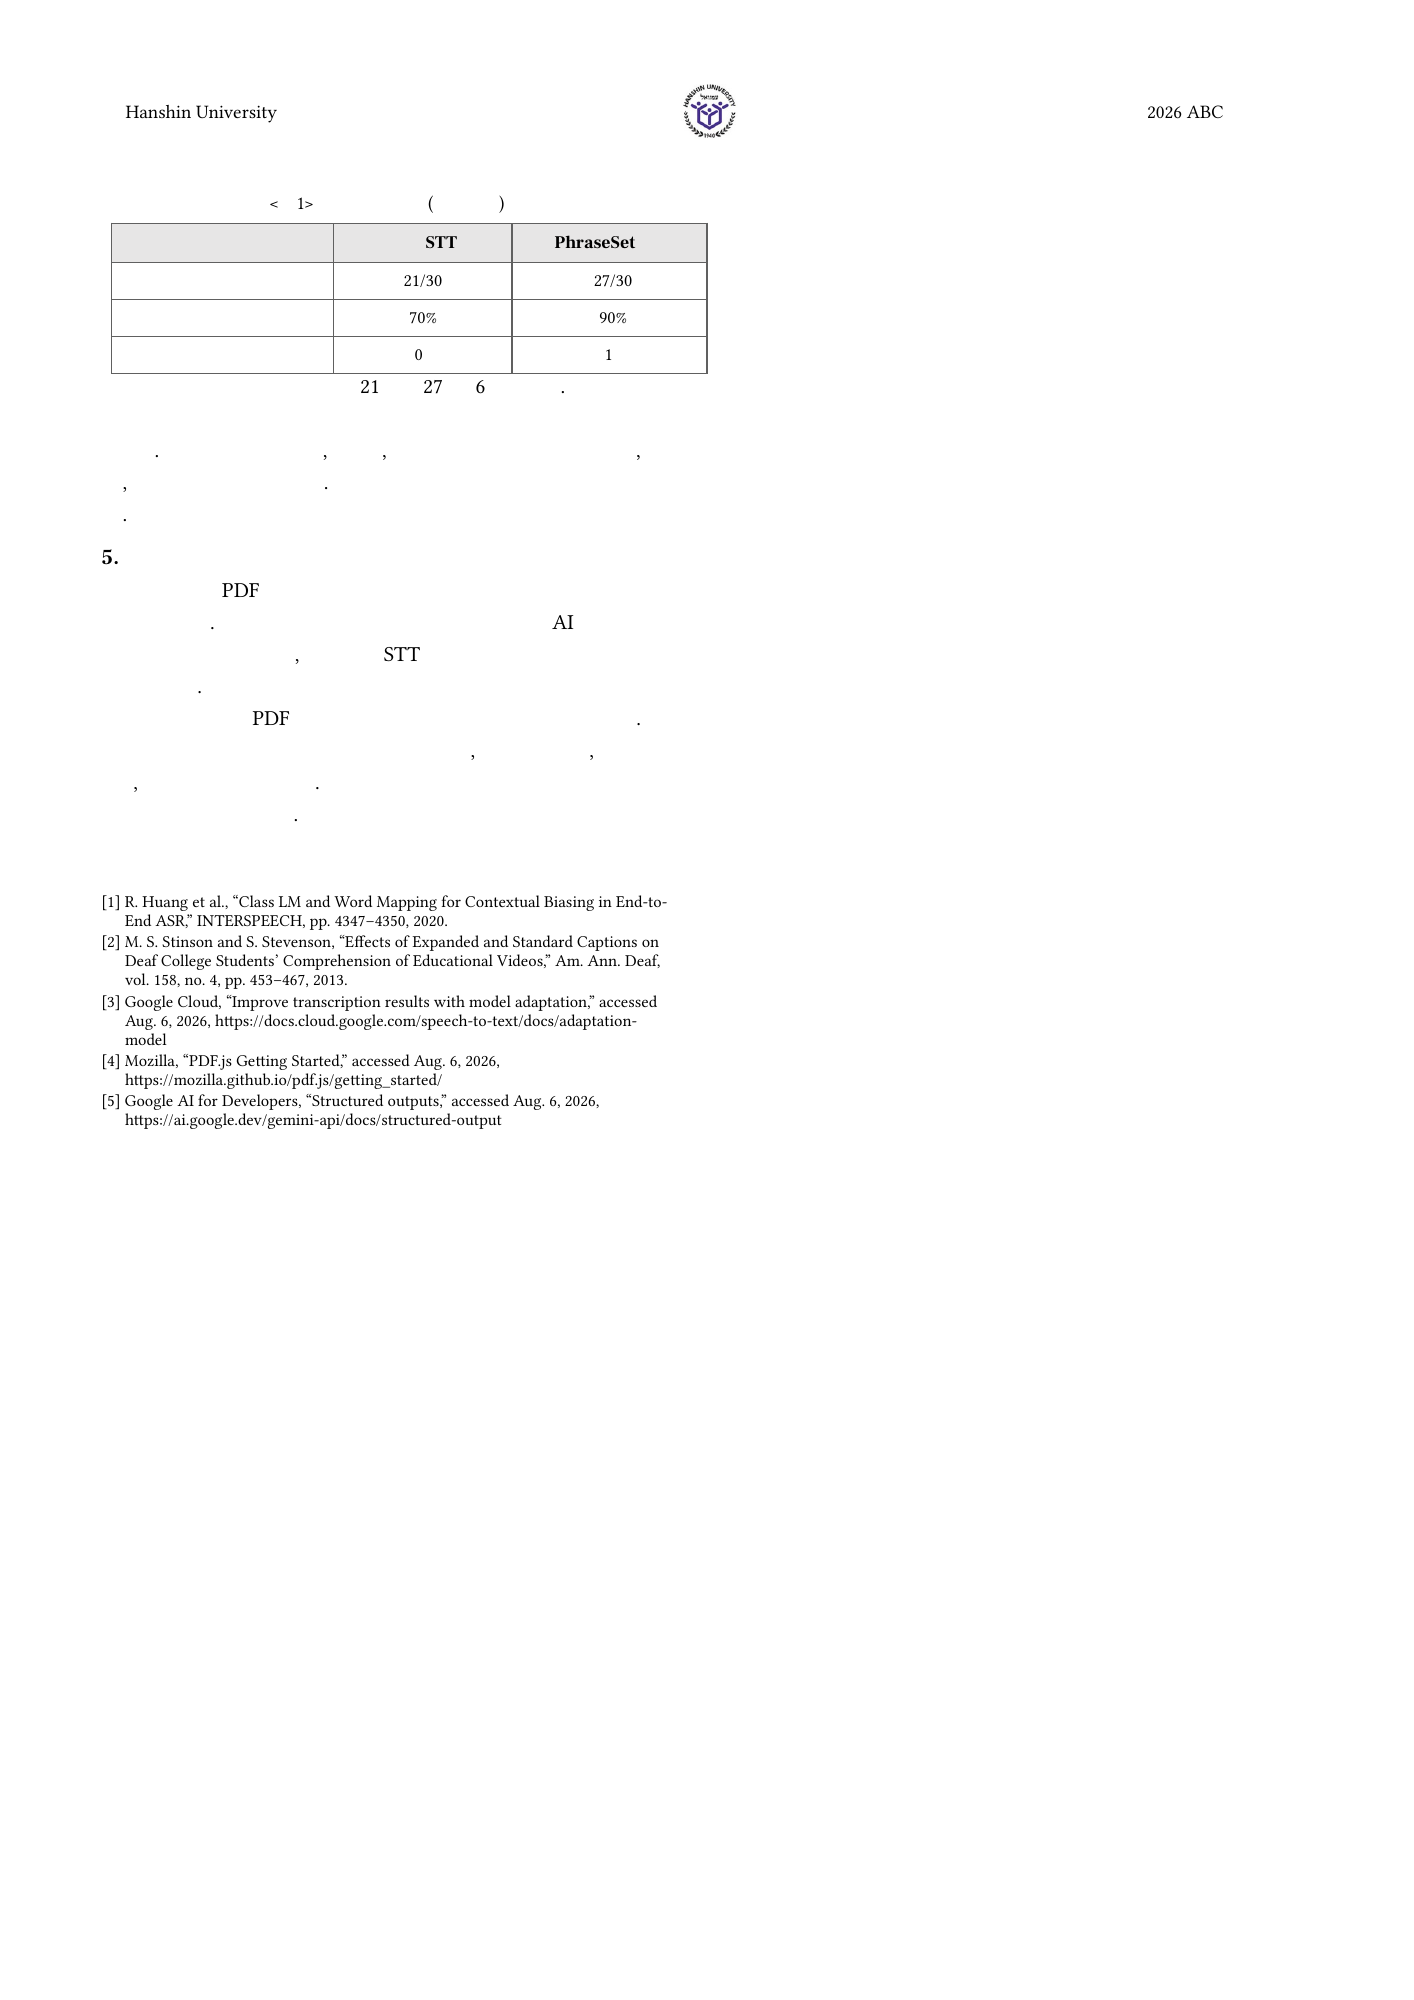 Hanshin University
HANSHIN UNIVERSITY
1940
2026 ABC
< 1> ( )
STT PhraseSet
21/30 27/30
70% 90%
0 1
21 27 6 .
. , , ,
, .
.
5.
PDF
. AI
, STT
.
PDF .
, ,
, .
.
[1] R. Huang et al., “Class LM and Word Mapping for Contextual Biasing in End-to-
End ASR,” INTERSPEECH, pp. 4347–4350, 2020.
[2] M. S. Stinson and S. Stevenson, “Effects of Expanded and Standard Captions on
Deaf College Students’ Comprehension of Educational Videos,” Am. Ann. Deaf,
vol. 158, no. 4, pp. 453–467, 2013.
[3] Google Cloud, “Improve transcription results with model adaptation,” accessed
Aug. 6, 2026, https://docs.cloud.google.com/speech-to-text/docs/adaptation-
model
[4] Mozilla, “PDF.js Getting Started,” accessed Aug. 6, 2026,
https://mozilla.github.io/pdf.js/getting_started/
[5] Google AI for Developers, “Structured outputs,” accessed Aug. 6, 2026,
https://ai.google.dev/gemini-api/docs/structured-output